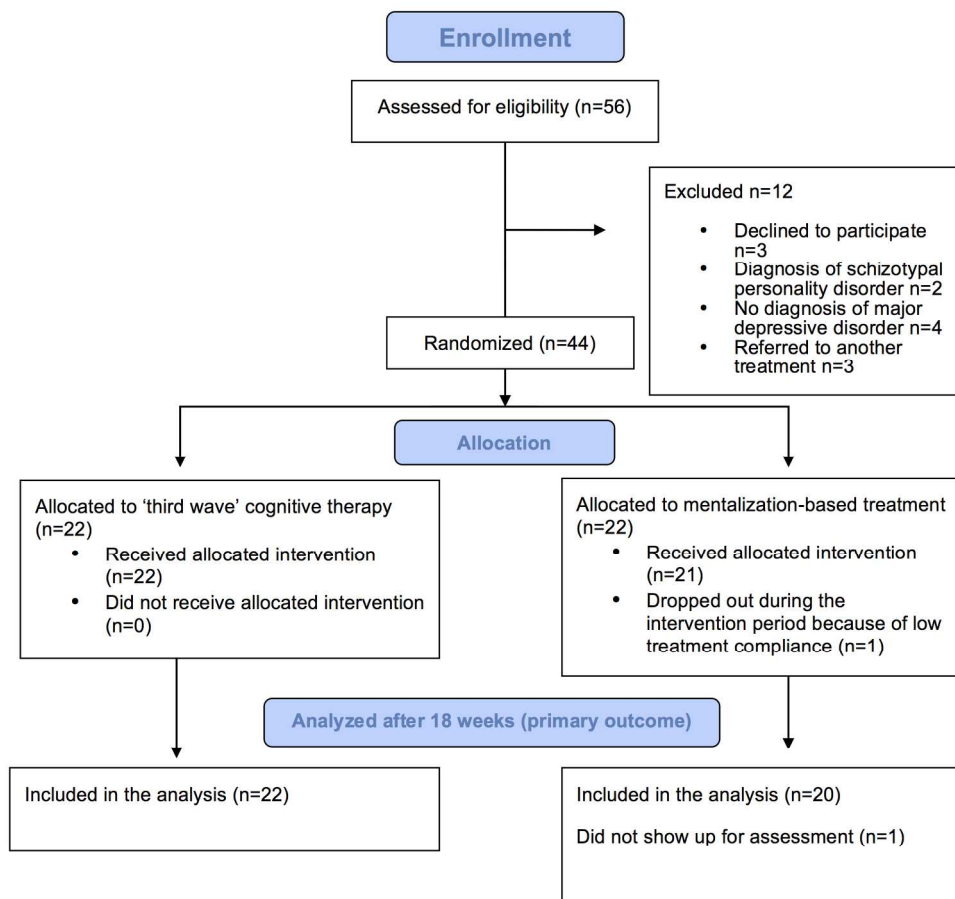 Enrollment
Assessed for eligibility (n=56)
Excluded n=12
• Declined to participate
n=3
• Diagnosis of schizotypal
personality disorder n=2
• No diagnosis of major
depressive disorder n=4
• Referred to another
treatment n=3
Randomized (n=44)
Allocation
Allocated to ‘third wave’ cognitive therapy
(n=22)
• Received allocated intervention
(n=22)
• Did not receive allocated intervention
(n=0)
Allocated to mentalization-based treatment
(n=22)
• Received allocated intervention
(n=21)
• Dropped out during the
intervention period because of low
treatment compliance (n=1)
Analyzed after 18 weeks (primary outcome)
Included in the analysis (n=22)
Included in the analysis (n=20)
Did not show up for assessment (n=1)